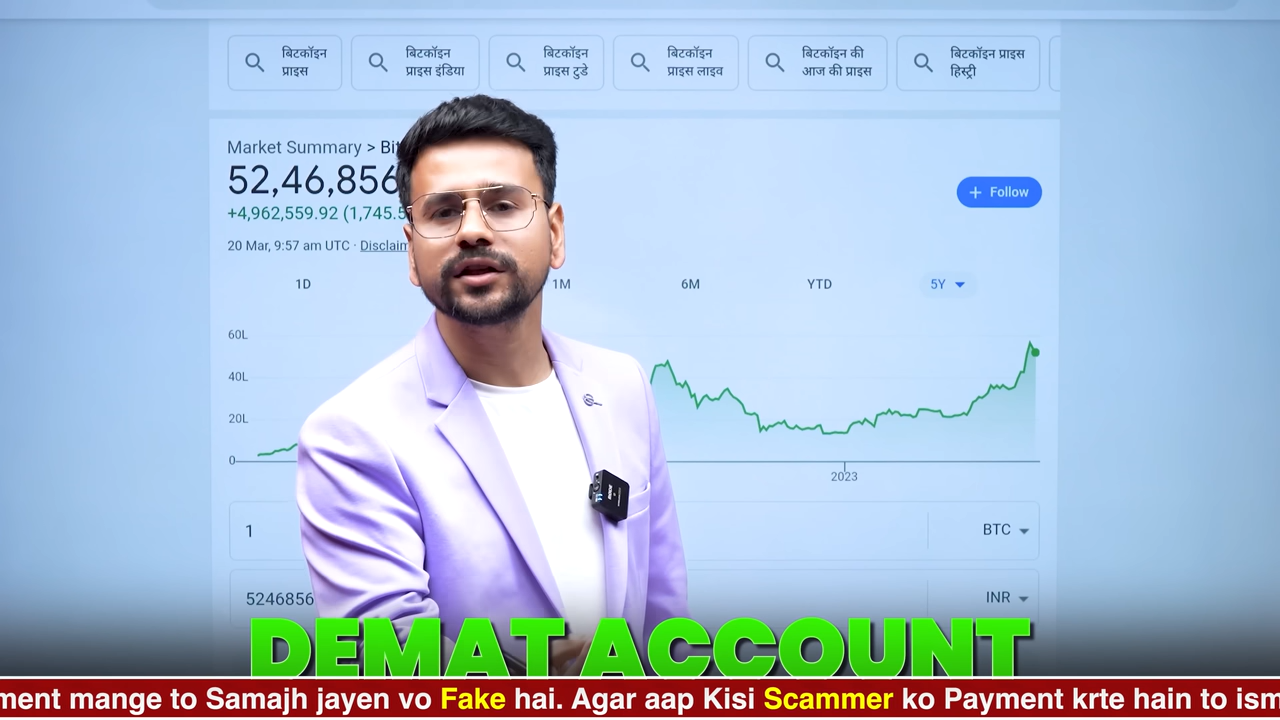 बिटकॉइन
प्राइस
बिटकॉइन
प्राइस इंडिया
बिटकॉइन
प्राइस टुडे
बिटकॉइन
प्राइस लाइव
बिटकॉइन की
आज की प्राइस
बिटकॉइन प्राइस
हिस्ट्री
Market Summary > Bit
52,46,856
+4,962,559.92 (1,745.5
20 Mar, 9:57 am UTC · Disclaim
+ Follow
1D 1M 6M YTD 5Y
60L
40L
20L
0
2023
1 BTC
5246856 INR
DEMAT ACCOUNT
ment mange to Samajh jayen vo Fake hai. Agar aap Kisi Scammer ko Payment krte hain to ism